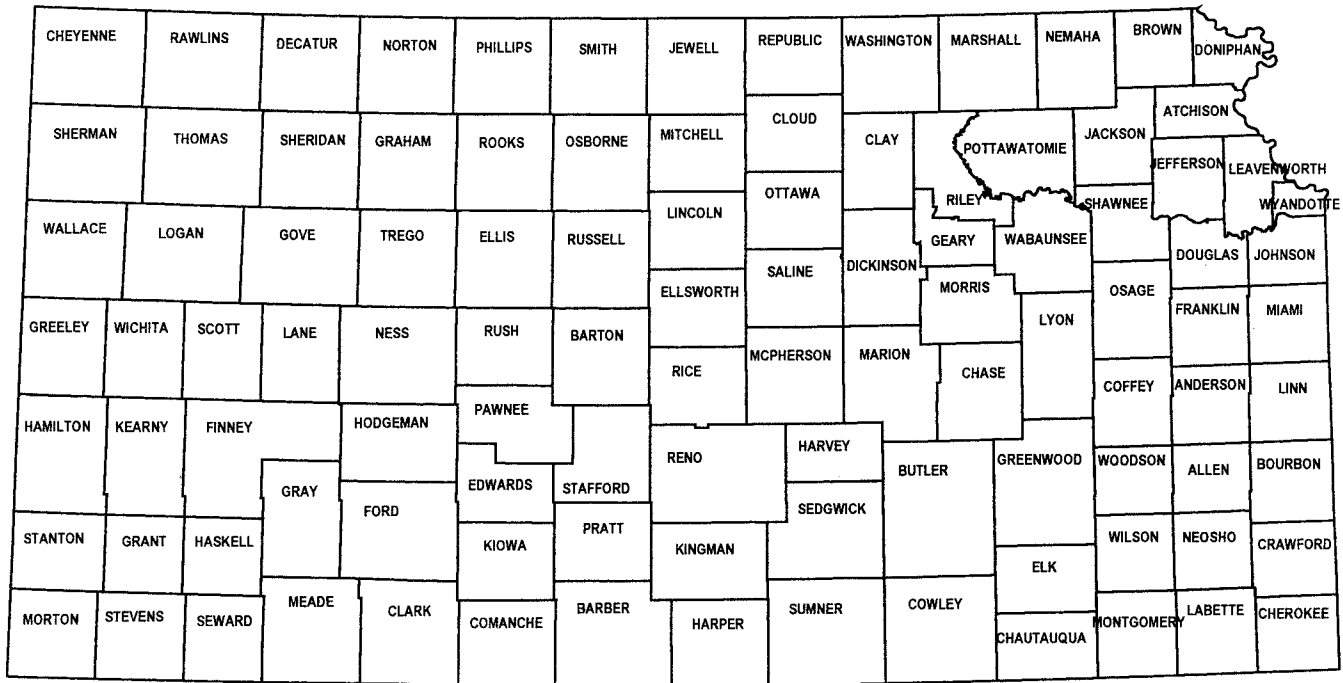 CHEYENNE
RAWLINS
DECATUR
NORTON
PHILLIPS
SMITH
JEWELL
REPUBLIC
WASHINGTON
MARSHALL
NEMAHA
BROWN
DONIPHAN
SHERMAN
THOMAS
SHERIDAN
GRAHAM
ROOKS
OSBORNE
MITCHELL
CLOUD
CLAY
POTTAWATOMIE
JACKSON
ATCHISON
JEFFERSON
LEAVENWORTH
WYANDOTTE
WALLACE
LOGAN
GOVE
TREGO
ELLIS
RUSSELL
LINCOLN
OTTAWA
RILEY
SHAWNEE
GEARY
WABAUNSEE
DOUGLAS
JOHNSON
ELLSWORTH
SALINE
DICKINSON
MORRIS
OSAGE
GREELEY
WICHITA
SCOTT
LANE
NESS
RUSH
BARTON
RICE
MCPHERSON
MARION
CHASE
LYON
FRANKLIN
MIAMI
COFFEY
ANDERSON
LINN
HAMILTON
KEARNY
FINNEY
HODGEMAN
PAWNEE
RENO
HARVEY
BUTLER
GREENWOOD
WOODSON
ALLEN
BOURBON
GRAY
FORD
EDWARDS
STAFFORD
SEDGWICK
STANTON
GRANT
HASKELL
KIOWA
PRATT
KINGMAN
ELK
WILSON
NEOSHO
CRAWFORD
MORTON
STEVENS
SEWARD
MEADE
CLARK
COMANCHE
BARBER
HARPER
SUMNER
COWLEY
CHAUTAUQUA
MONTGOMERY
LABETTE
CHEROKEE